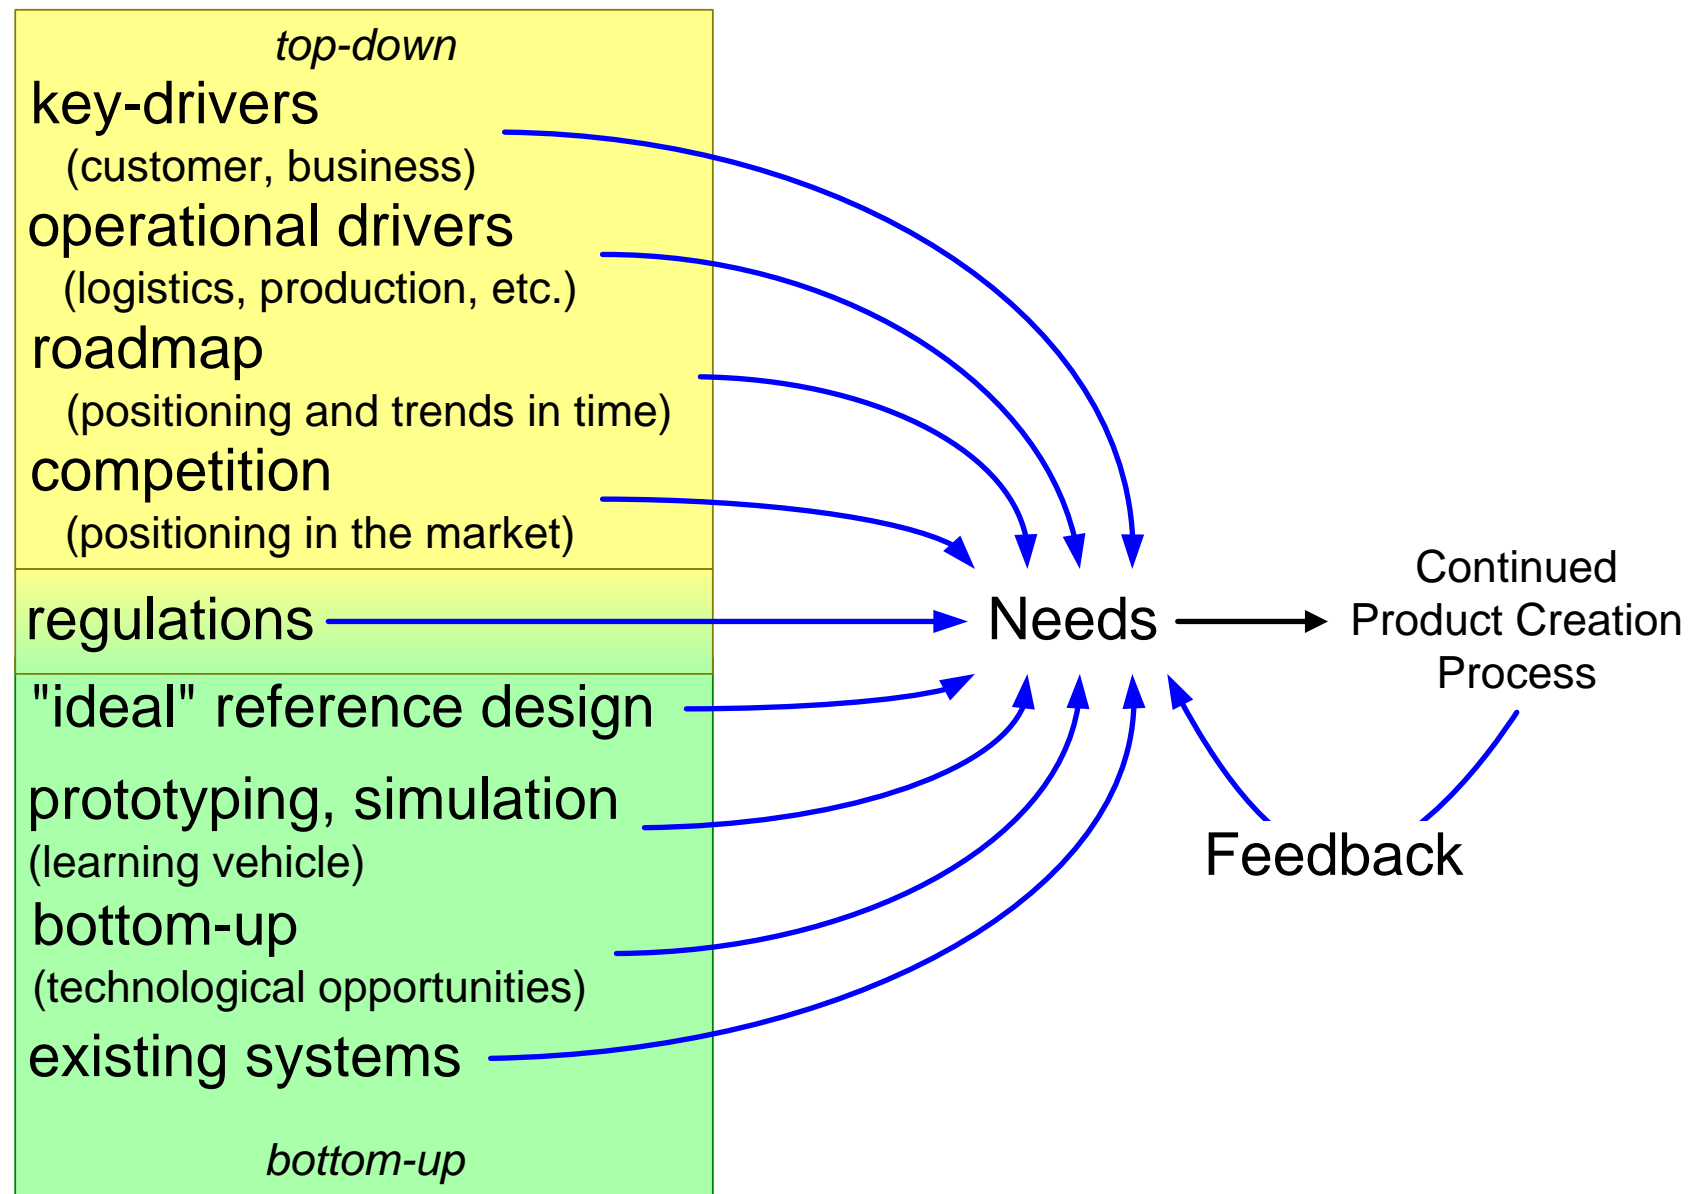 top-down
key-drivers
(customer, business)
operational drivers
(logistics, production, etc.)
roadmap
(positioning and trends in time)
competition
(positioning in the market)
regulations
"ideal" reference design
prototyping, simulation
(learning vehicle)
bottom-up
(technological opportunities)
existing systems
bottom-up
Needs
Continued
Product Creation
Process
Feedback